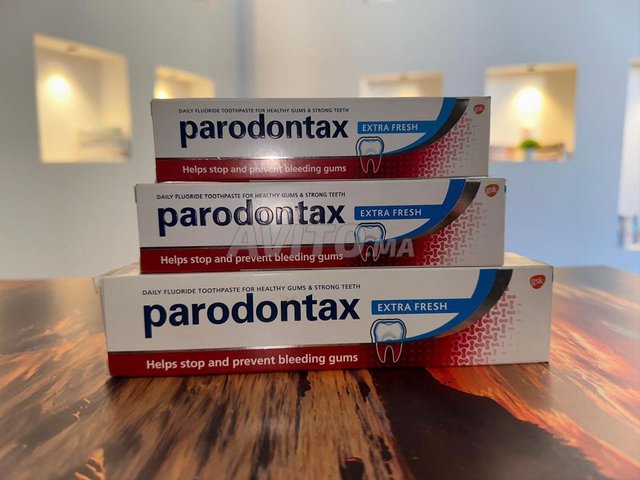 DAILY FLUORIDE TOOTHPASTE FOR HEALTHY GUMS & STRONG TEETH
parodontax
EXTRA FRESH
gsk
Helps stop and prevent bleeding gums
DAILY FLUORIDE TOOTHPASTE FOR HEALTHY GUMS & STRONG TEETH
parodontax
EXTRA FRESH
gsk
Helps stop and prevent bleeding gums
AVITO.MA
DAILY FLUORIDE TOOTHPASTE FOR HEALTHY GUMS & STRONG TEETH
parodontax
EXTRA FRESH
gsk
Helps stop and prevent bleeding gums